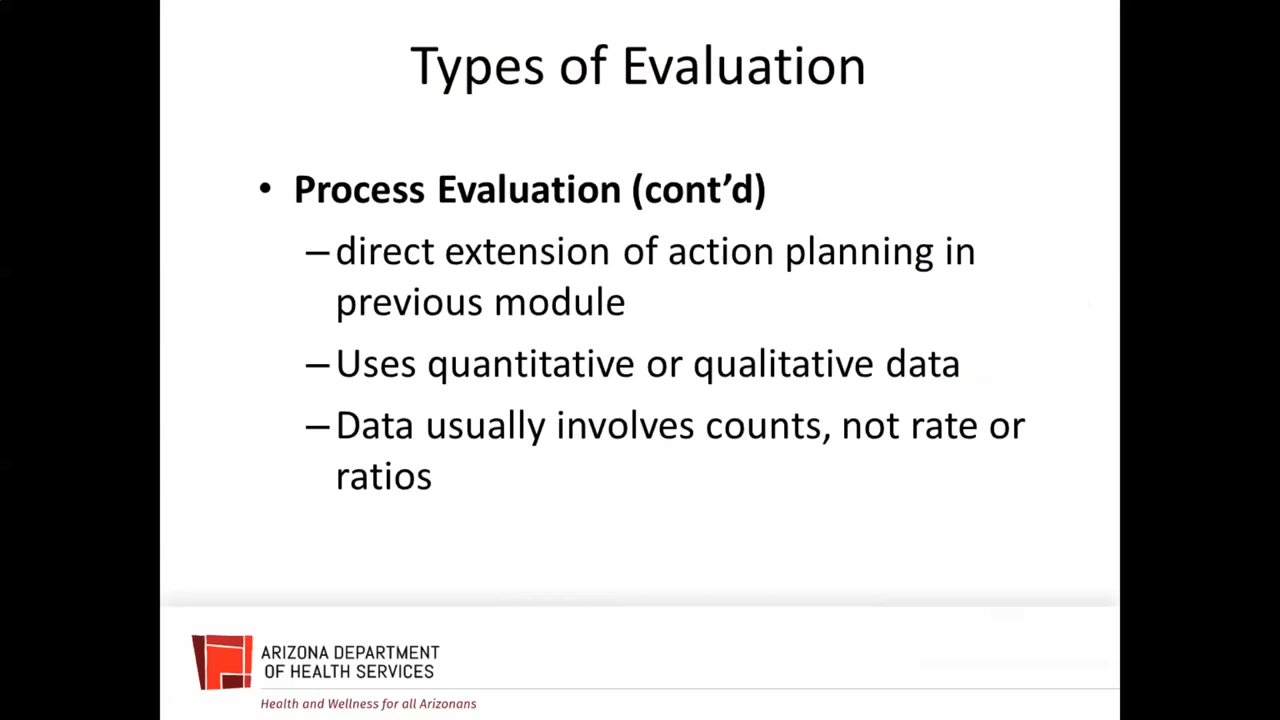 Types of Evaluation
• Process Evaluation (cont’d)
–direct extension of action planning in
previous module
–Uses quantitative or qualitative data
–Data usually involves counts, not rate or
ratios
ARIZONA DEPARTMENT
OF HEALTH SERVICES
Health and Wellness for all Arizonans